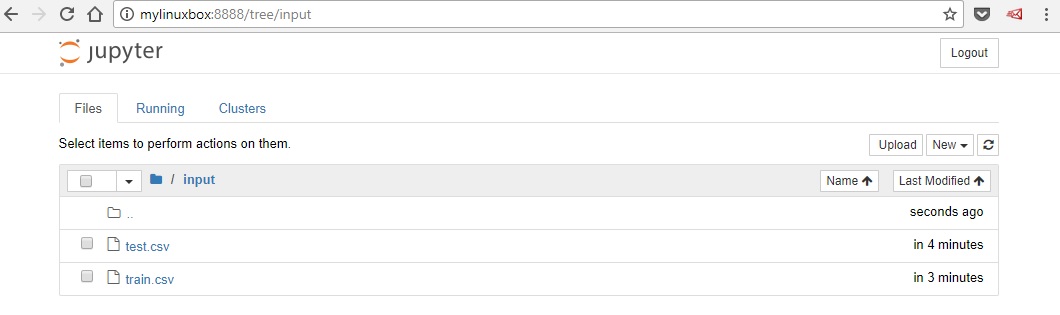 mylinuxbox:8888/tree/input
jupyter
Logout
Files Running Clusters
Select items to perform actions on them.
Upload New
/ input
Name Last Modified
.. seconds ago
test.csv in 4 minutes
train.csv in 3 minutes